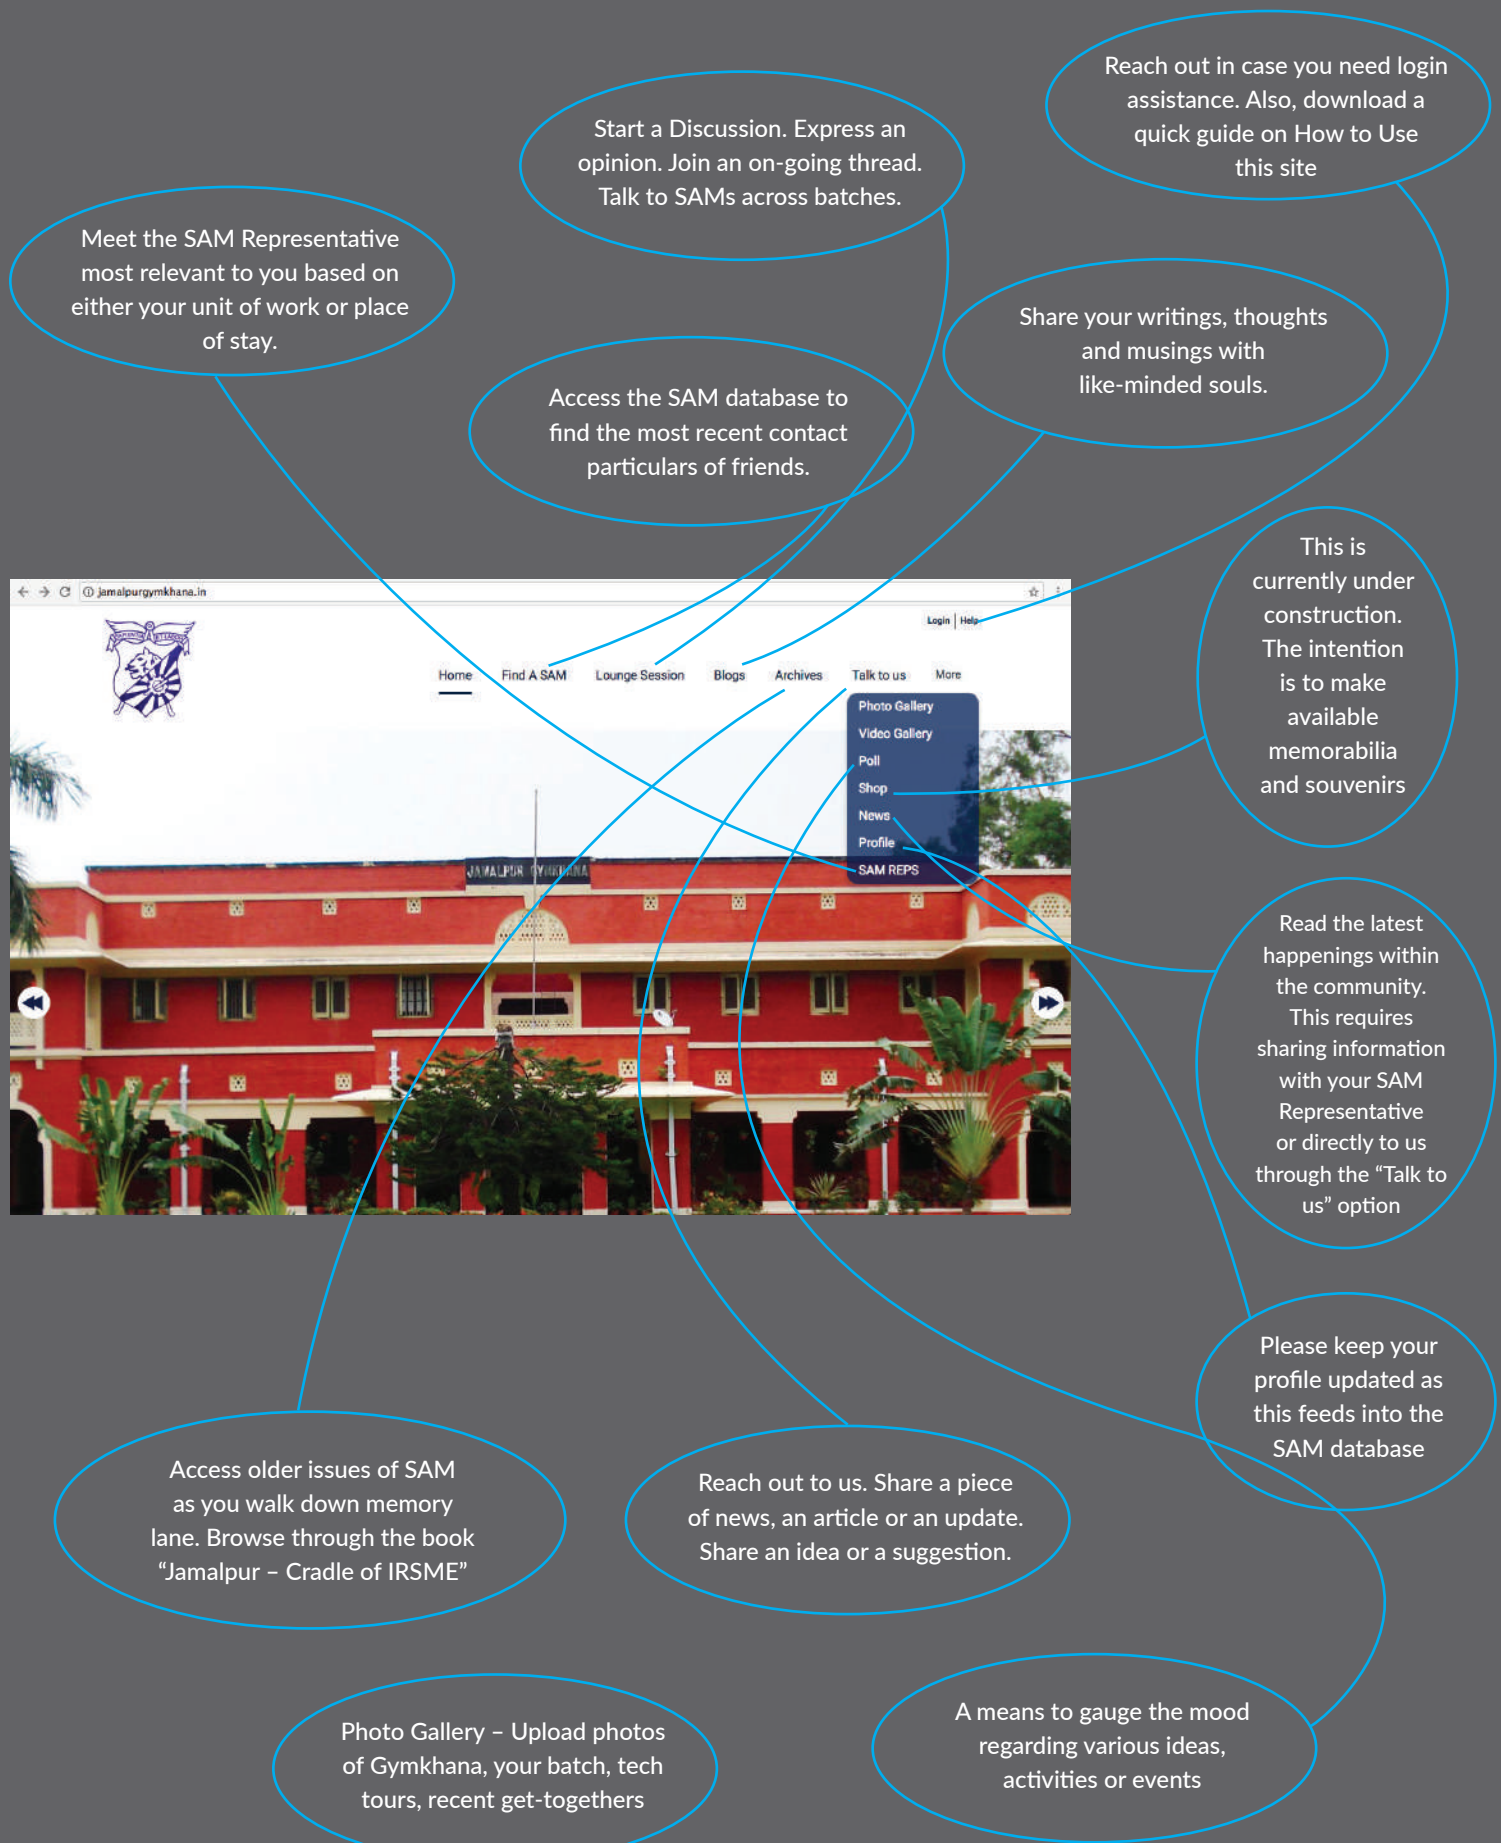 Reach out in case you need login
assistance. Also, download a
quick guide on How to Use
this site
Start a Discussion. Express an
opinion. Join an on-going thread.
Talk to SAMs across batches.
Meet the SAM Representative
most relevant to you based on
either your unit of work or place
of stay.
Share your writings, thoughts
and musings with
like-minded souls.
Access the SAM database to
find the most recent contact
particulars of friends.
This is
currently under
construction.
The intention
is to make
available
memorabilia
and souvenirs
jamalpurgymkhana.in
Login | Help
Home Find A SAM Lounge Session Blogs Archives Talk to us More
Photo Gallery
Video Gallery
Poll
Shop
News
Profile
SAM REPS
JAMALPUR GYMKHANA
Read the latest
happenings within
the community.
This requires
sharing information
with your SAM
Representative
or directly to us
through the “Talk to
us” option
Please keep your
profile updated as
this feeds into the
SAM database
Access older issues of SAM
as you walk down memory
lane. Browse through the book
“Jamalpur – Cradle of IRSME”
Reach out to us. Share a piece
of news, an article or an update.
Share an idea or a suggestion.
Photo Gallery – Upload photos
of Gymkhana, your batch, tech
tours, recent get-togethers
A means to gauge the mood
regarding various ideas,
activities or events